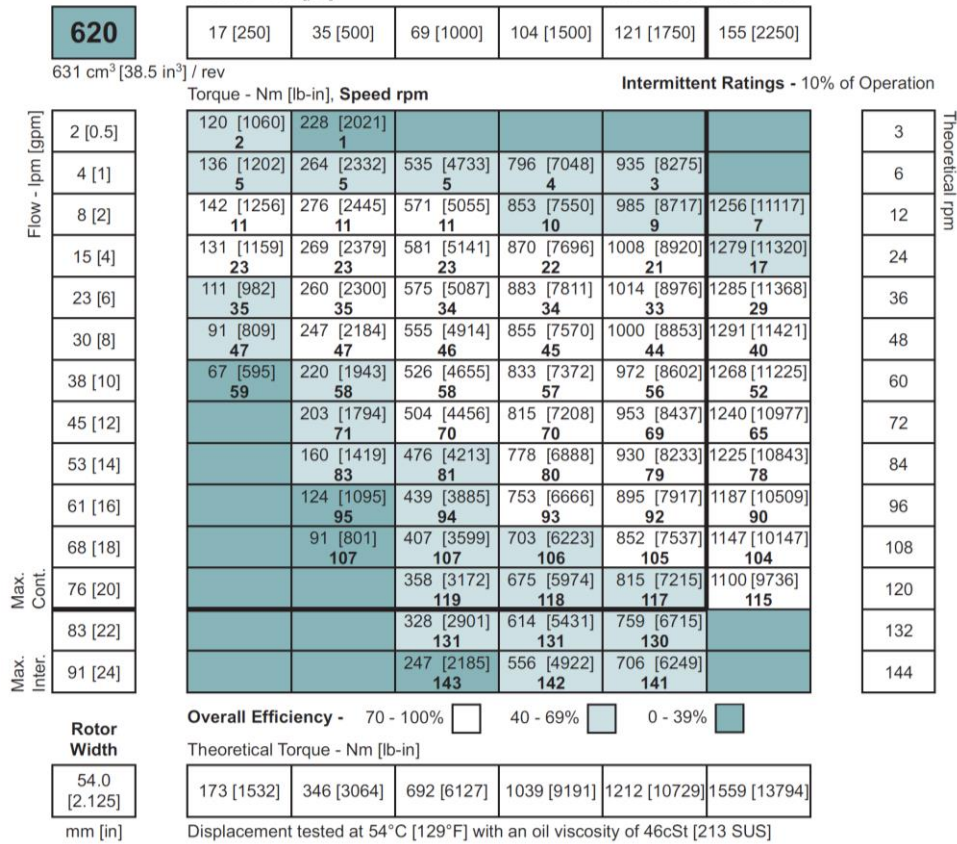 620 17 [250] 35 [500] 69 [1000] 104 [1500] 121 [1750] 155 [2250]
631 cm³ [38.5 in³] / rev
Torque - Nm [lb-in], Speed rpm
Intermittent Ratings - 10% of Operation
Flow - lpm [gpm]
Theoretical rpm
2 [0.5] 120 [1060] 228 [2021] 3
2 1
4 [1] 136 [1202] 264 [2332] 535 [4733] 796 [7048] 935 [8275] 6
5 5 5 4 3
8 [2] 142 [1256] 276 [2445] 571 [5055] 853 [7550] 985 [8717] 1256 [11117] 12
11 11 11 10 9 7
15 [4] 131 [1159] 269 [2379] 581 [5141] 870 [7696] 1008 [8920] 1279 [11320] 24
23 23 23 22 21 17
23 [6] 111 [982] 260 [2300] 575 [5087] 883 [7811] 1014 [8976] 1285 [11368] 36
35 35 34 34 33 29
30 [8] 91 [809] 247 [2184] 555 [4914] 855 [7570] 1000 [8853] 1291 [11421] 48
47 47 46 45 44 40
38 [10] 67 [595] 220 [1943] 526 [4655] 833 [7372] 972 [8602] 1268 [11225] 60
59 58 58 57 56 52
45 [12] 203 [1794] 504 [4456] 815 [7208] 953 [8437] 1240 [10977] 72
71 70 70 69 65
53 [14] 160 [1419] 476 [4213] 778 [6888] 930 [8233] 1225 [10843] 84
83 81 80 79 78
61 [16] 124 [1095] 439 [3885] 753 [6666] 895 [7917] 1187 [10509] 96
95 94 93 92 90
68 [18] 91 [801] 407 [3599] 703 [6223] 852 [7537] 1147 [10147] 108
107 107 106 105 104
Max. Cont.
76 [20] 358 [3172] 675 [5974] 815 [7215] 1100 [9736] 120
119 118 117 115
83 [22] 328 [2901] 614 [5431] 759 [6715] 132
131 131 130
Max. Inter.
91 [24] 247 [2185] 556 [4922] 706 [6249] 144
143 142 141
Overall Efficiency - 70 - 100% 40 - 69% 0 - 39%
Rotor
Width
Theoretical Torque - Nm [lb-in]
54.0
[2.125]
173 [1532] 346 [3064] 692 [6127] 1039 [9191] 1212 [10729] 1559 [13794]
mm [in]
Displacement tested at 54°C [129°F] with an oil viscosity of 46cSt [213 SUS]